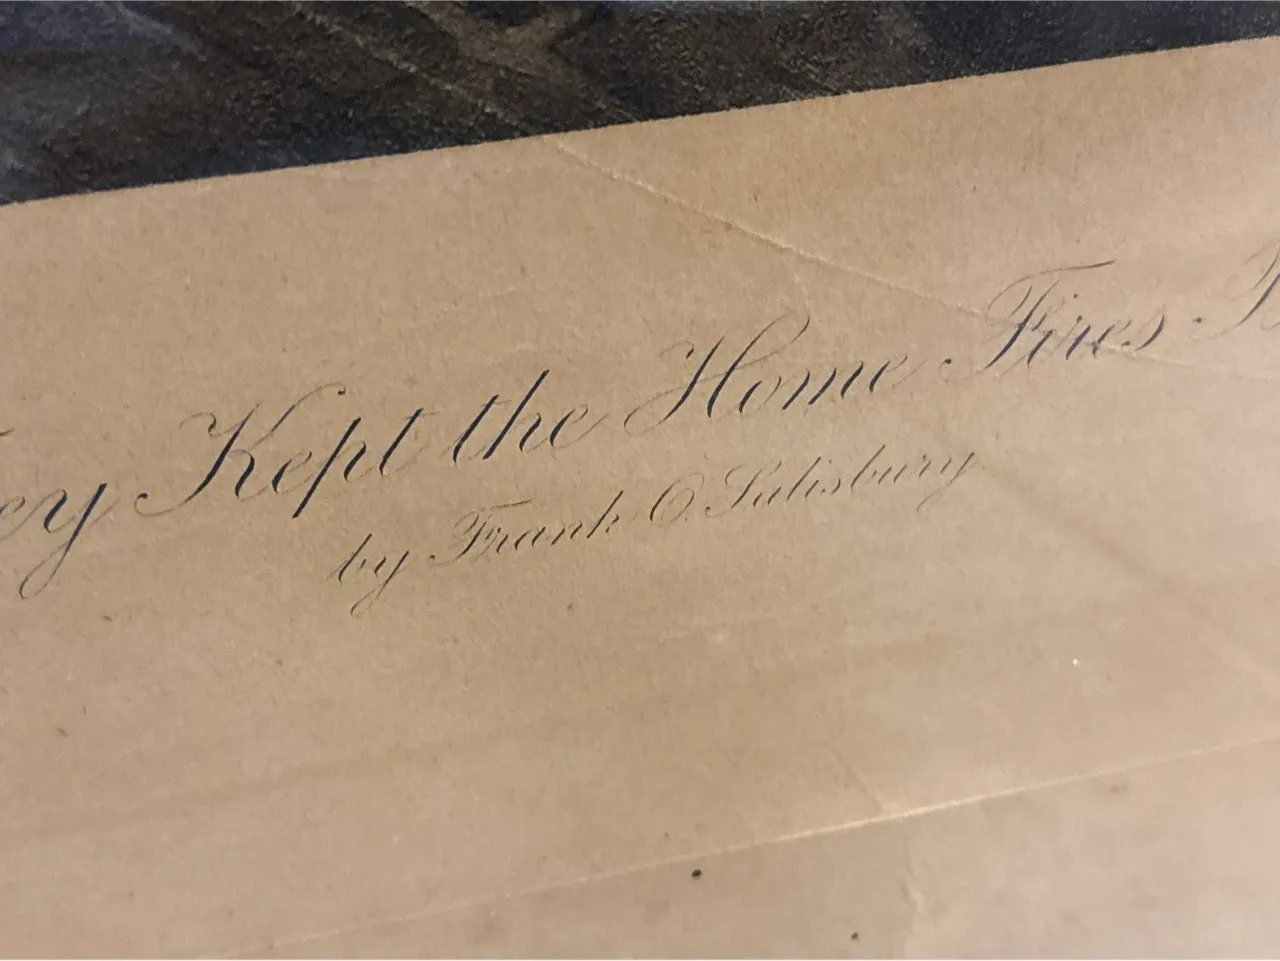 ey Kept the Home Fires B
by Frank O. Salisbury